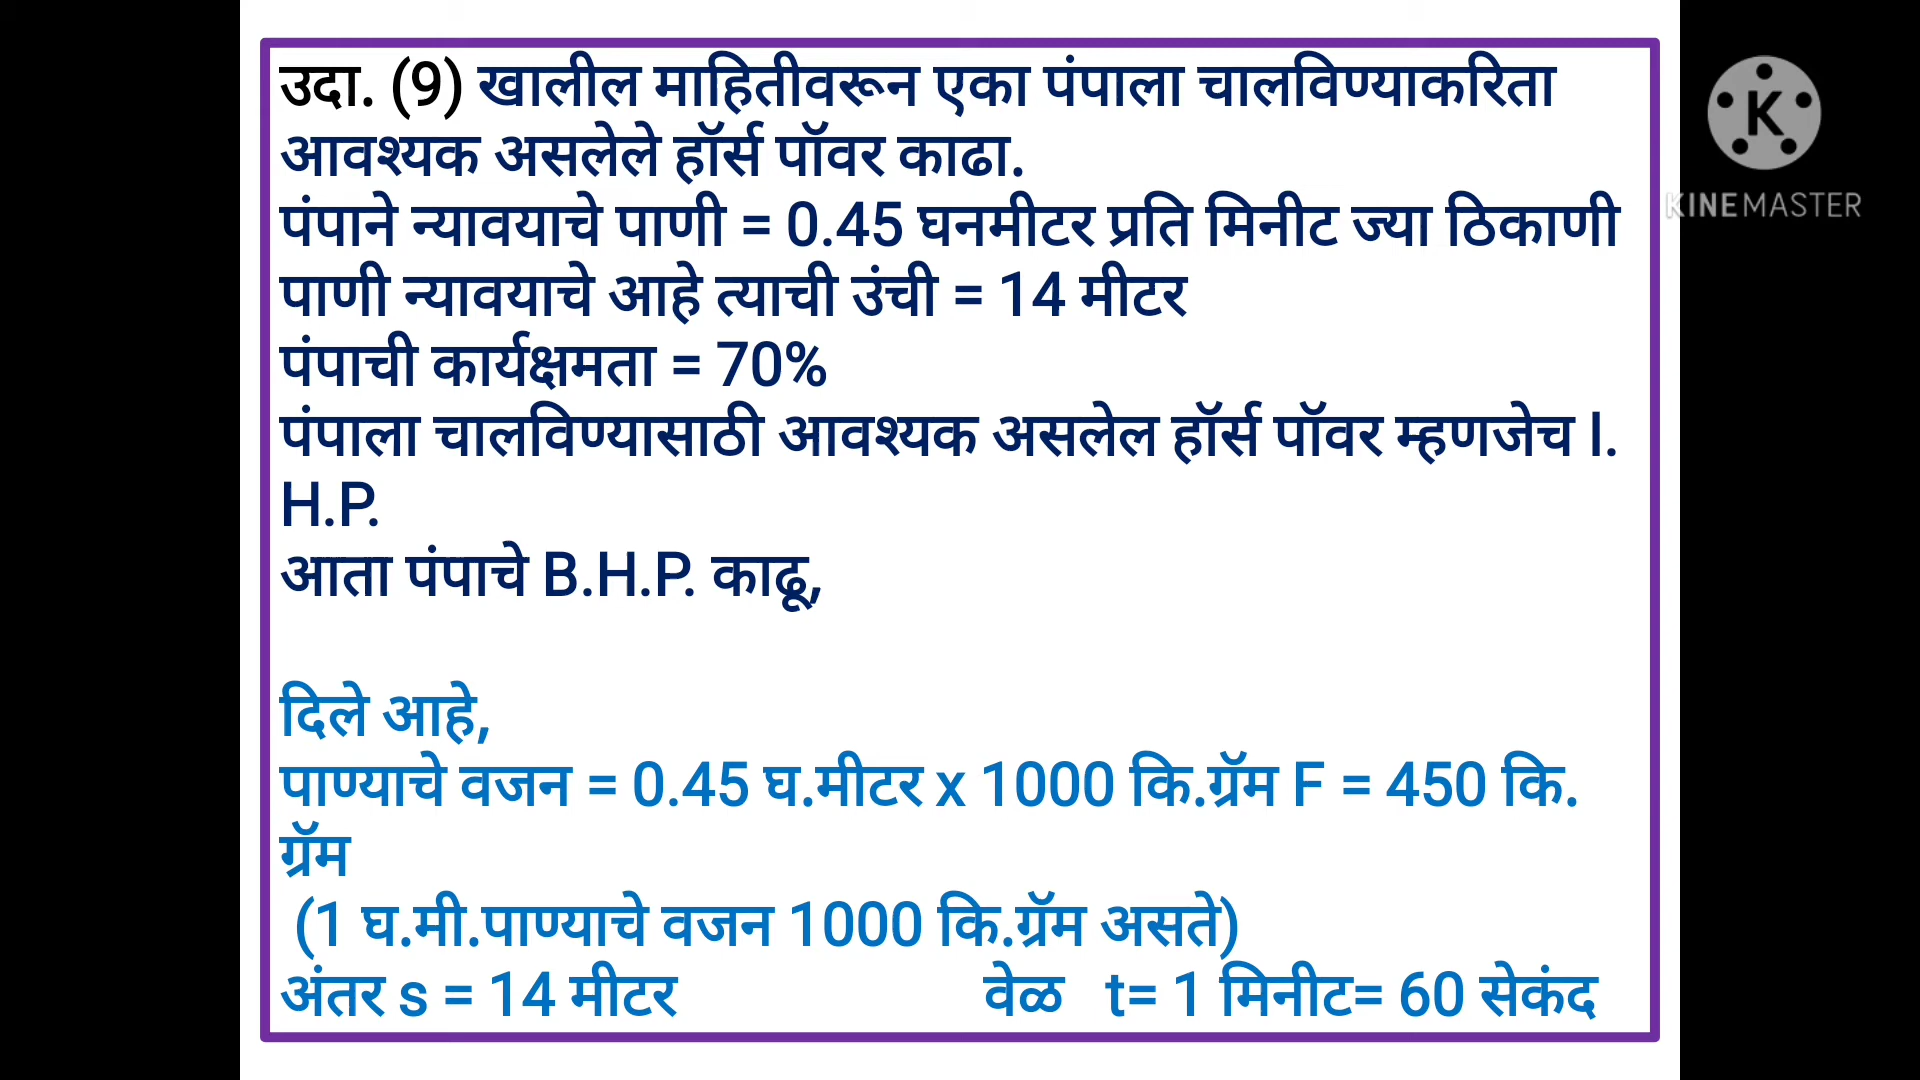 उदा. (9) खालील माहितीवरून एका पंपाला चालविण्याकरिता
आवश्यक असलेले हॉर्स पॉवर काढा.
पंपाने न्यावयाचे पाणी = 0.45 घनमीटर प्रति मिनीट ज्या ठिकाणी
पाणी न्यावयाचे आहे त्याची उंची = 14 मीटर
पंपाची कार्यक्षमता = 70%
पंपाला चालविण्यासाठी आवश्यक असलेल हॉर्स पॉवर म्हणजेच I.
H.P.
आता पंपाचे B.H.P. काढू,
दिले आहे,
पाण्याचे वजन = 0.45 घ.मीटर x 1000 कि.ग्रॅम F = 450 कि.
ग्रॅम
(1 घ.मी.पाण्याचे वजन 1000 कि.ग्रॅम असते)
अंतर s = 14 मीटर वेळ t= 1 मिनीट= 60 सेकंद
K
KINEMASTER